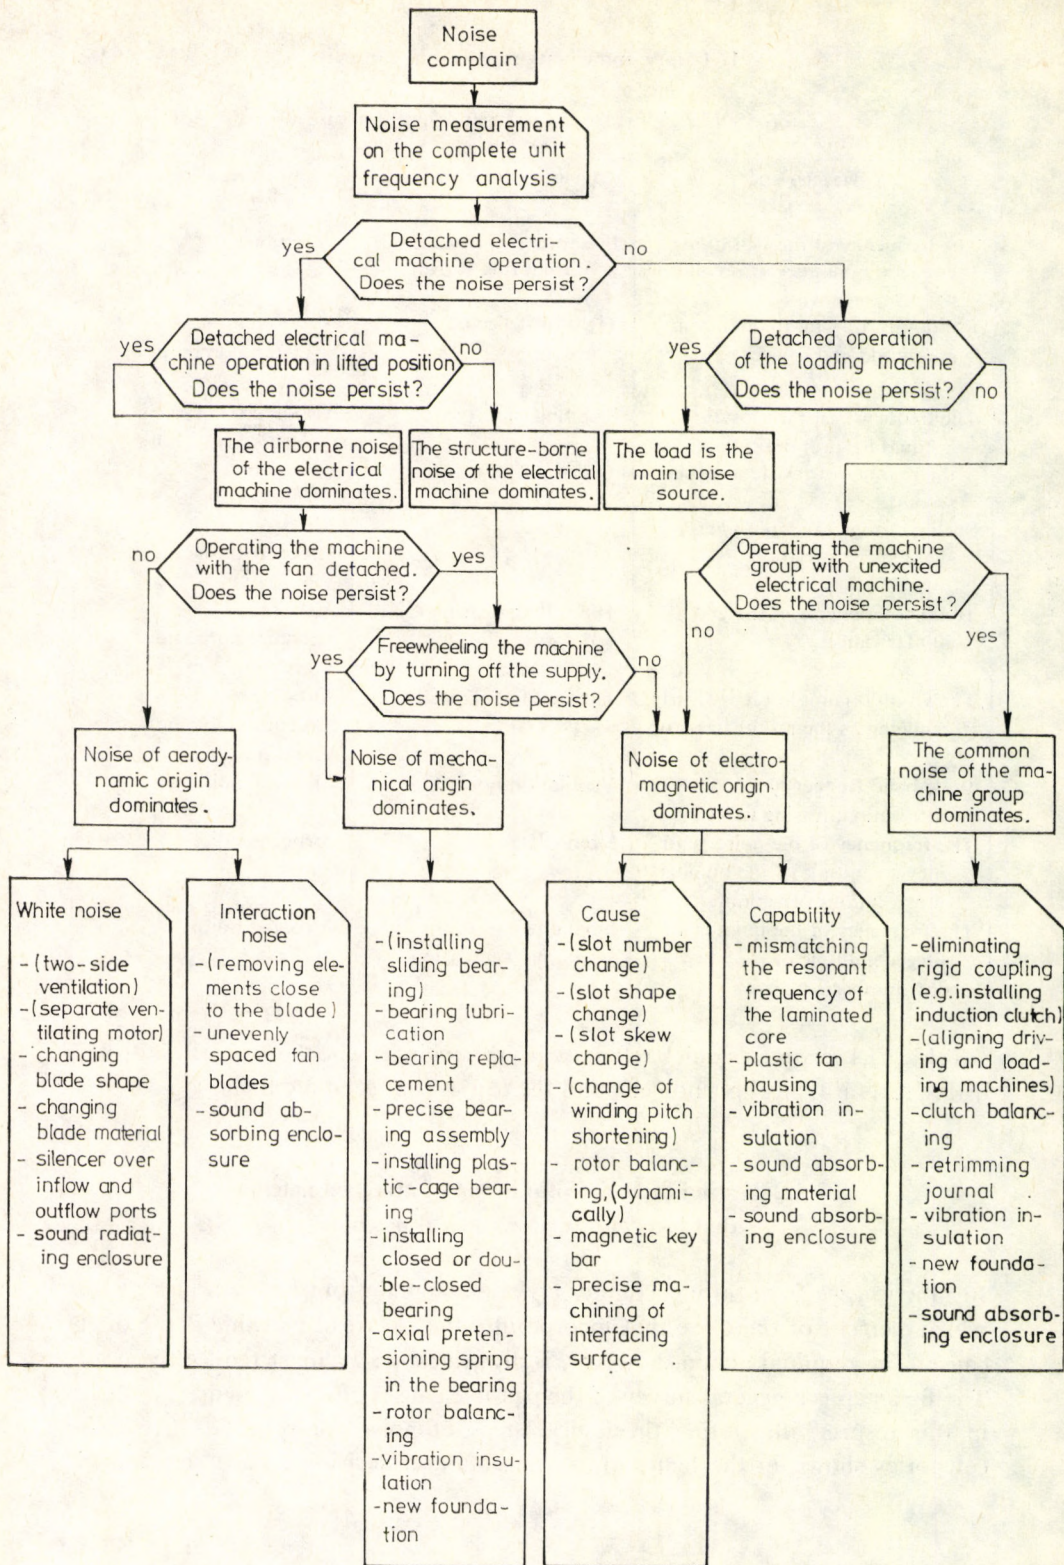 Noise
complain
Noise measurement
on the complete unit
frequency analysis
yes
Detached electri-
cal machine operation.
Does the noise persist?
no
yes
Detached electrical ma-
chine operation in lifted position
Does the noise persist?
no
yes
Detached operation
of the loading machine
Does the noise persist?
no
The airborne noise
of the electrical
machine dominates.
The structure-borne
noise of the electrical
machine dominates.
The load is the
main noise
source.
no
Operating the machine
with the fan detached.
Does the noise persist?
yes
Operating the machine
group with unexcited
electrical machine.
Does the noise persist?
no
yes
yes
Freewheeling the machine
by turning off the supply.
Does the noise persist?
no
Noise of aerody-
namic origin
dominates.
Noise of mecha-
nical origin
dominates.
Noise of electro-
magnetic origin
dominates.
The common
noise of the ma-
chine group
dominates.
White noise
-(two-side
ventilation)
-(separate ven-
tilating motor)
- changing
blade shape
- changing
blade material
- silencer over
inflow and
outflow ports
- sound radiat-
ing enclosure
Interaction
noise
-(removing ele-
ments close
to the blade)
- unevenly
spaced fan
blades
- sound ab-
sorbing enclo-
sure
-(installing
sliding bear-
ing)
- bearing lubri-
cation
- bearing repla-
cement
- precise bear-
ing assembly
-installing plas-
tic-cage bear-
ing
-installing
closed or dou-
ble-closed
bearing
-axial preten-
sioning spring
in the bearing
-rotor balanc-
ing
-vibration insu-
lation
-new founda-
tion
Cause
-(slot number
change)
-(slot shape
change)
-(slot skew
change)
-(change of
winding pitch
shortening)
- rotor balanc-
ing,(dynami-
cally)
- magnetic key
bar
- precise ma-
chining of
interfacing
surface .
Capability
- mismatching
the resonant
frequency of
the laminated
core
- plastic fan
hausing
- vibration in-
sulation
- sound absorb-
ing material
- sound absorb-
ing enclosure
-eliminating
rigid coupling
(e.g. installing
induction clutch)
-(aligning driv-
ing and load-
ing machines)
-clutch balanc-
ing
- retrimming
journal .
- vibration in-
sulation
-new founda-
tion
-sound absorb-
ing enclosure